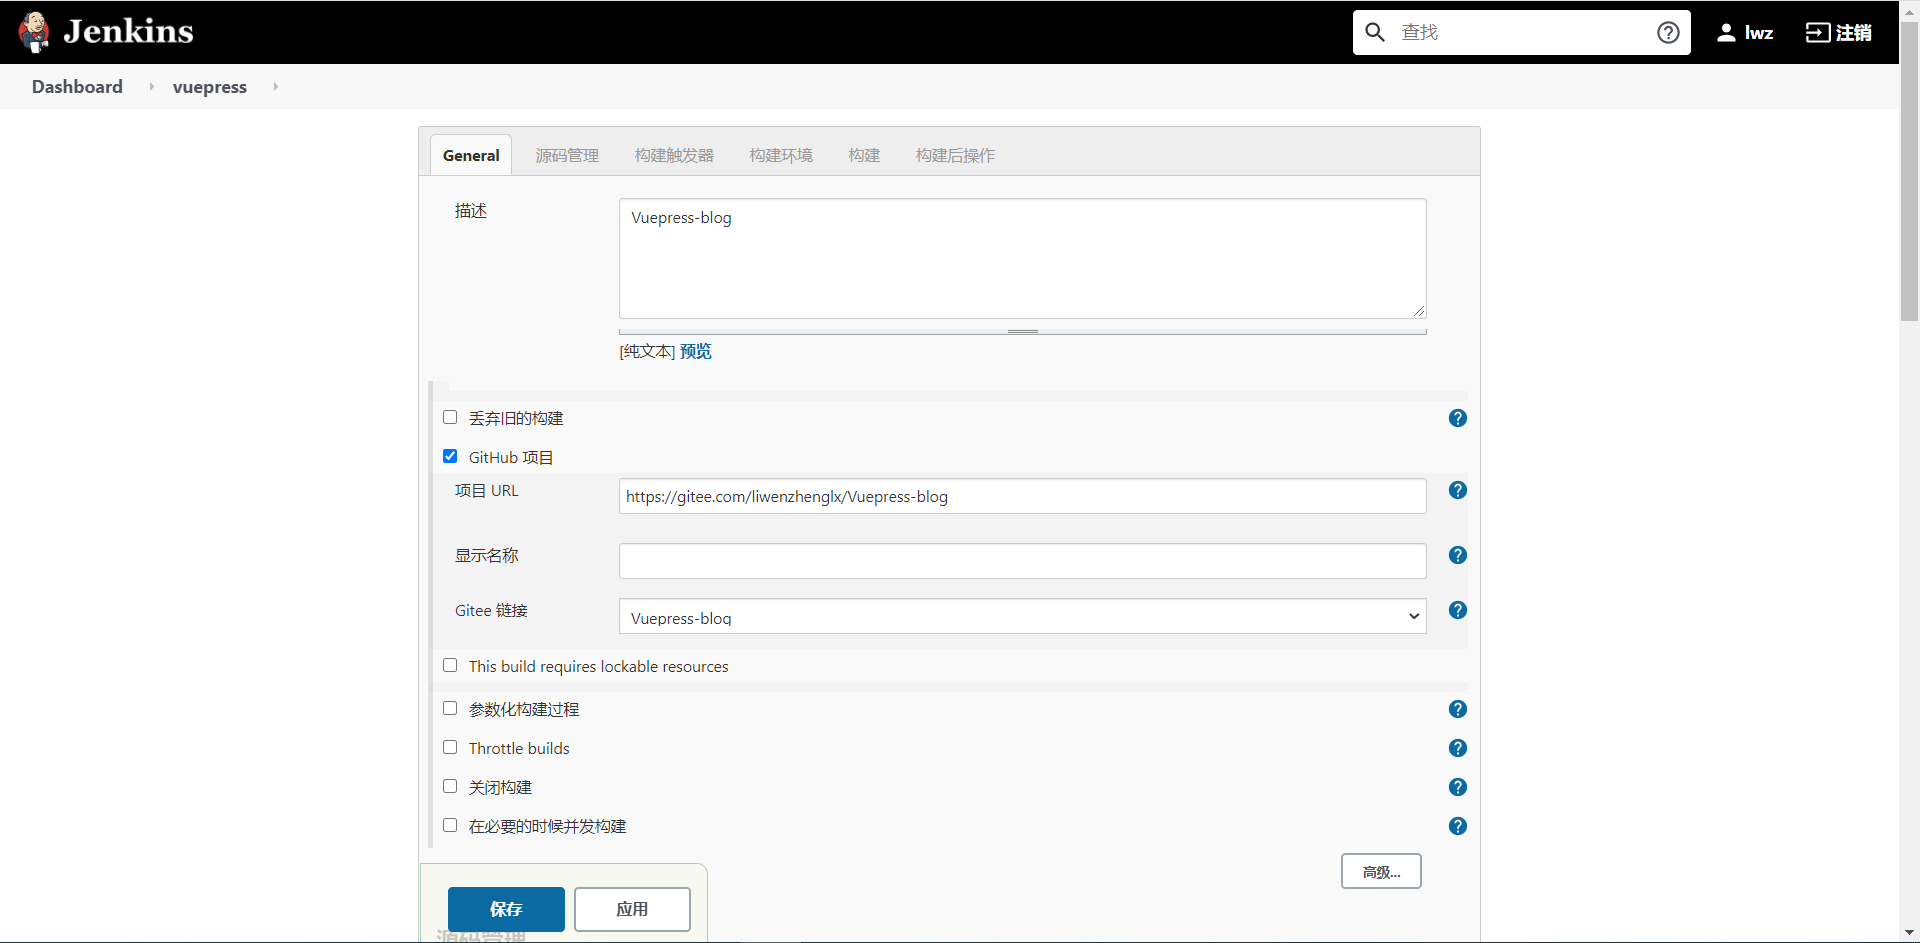 Jenkins
查找
lwz
注销
Dashboard
vuepress
General
源码管理
构建触发器
构建环境
构建
构建后操作
描述
Vuepress-blog
[纯文本] 预览
丢弃旧的构建
GitHub 项目
项目 URL
https://gitee.com/liwenzhenglx/Vuepress-blog
显示名称
Gitee 链接
Vuepress-blog
This build requires lockable resources
参数化构建过程
Throttle builds
关闭构建
在必要的时候并发构建
高级...
保存
应用
源码管理